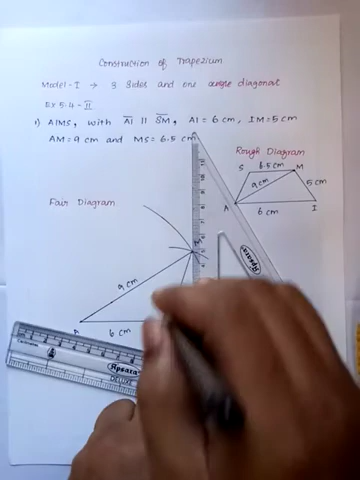 Construction of Trapezium
Model-I → 3 Sides and one diagonal
Ex 5.4 - II
1) AIMS, with AI || SM, AI = 6 cm, IM = 5 cm
AM = 9 cm and MS = 6.5 cm
Rough Diagram
S 6.5 cm M
9 cm 5 cm
A 6 cm I
Fair Diagram
9 cm
A 6 cm
Apsara
Apsara